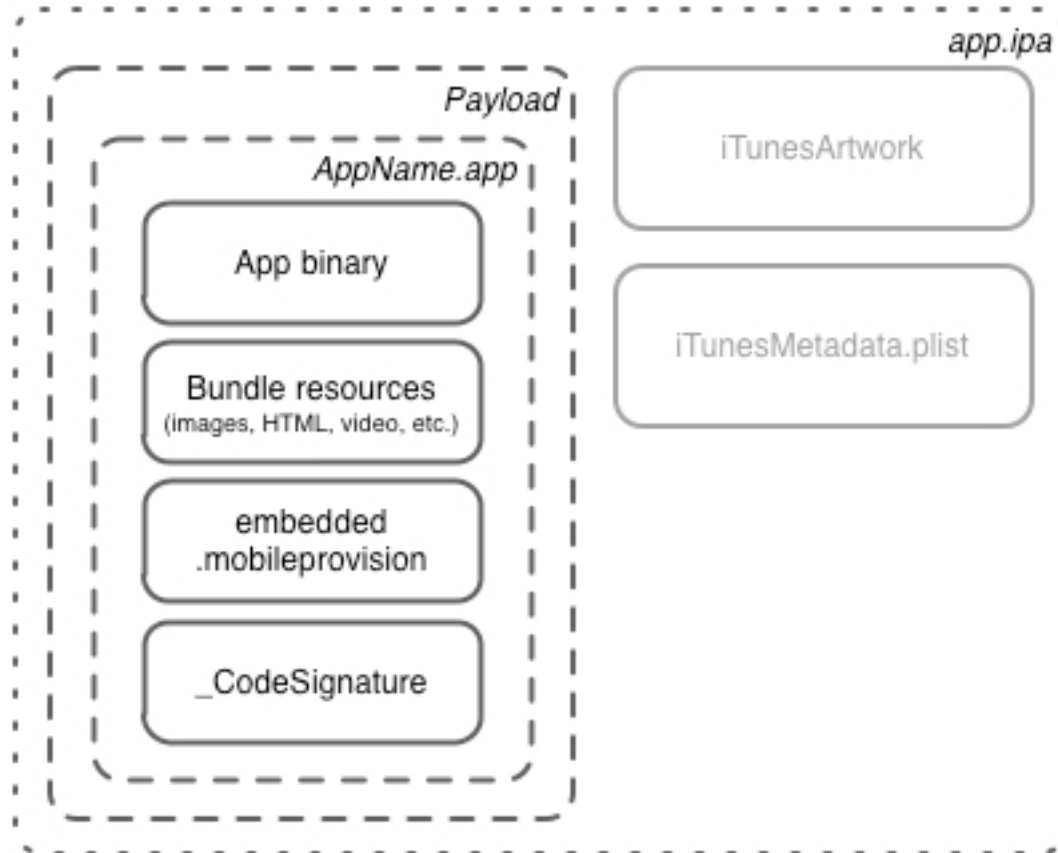 app.ipa
Payload
AppName.app
App binary
Bundle resources
(images, HTML, video, etc.)
embedded
.mobileprovision
_CodeSignature
iTunesArtwork
iTunesMetadata.plist